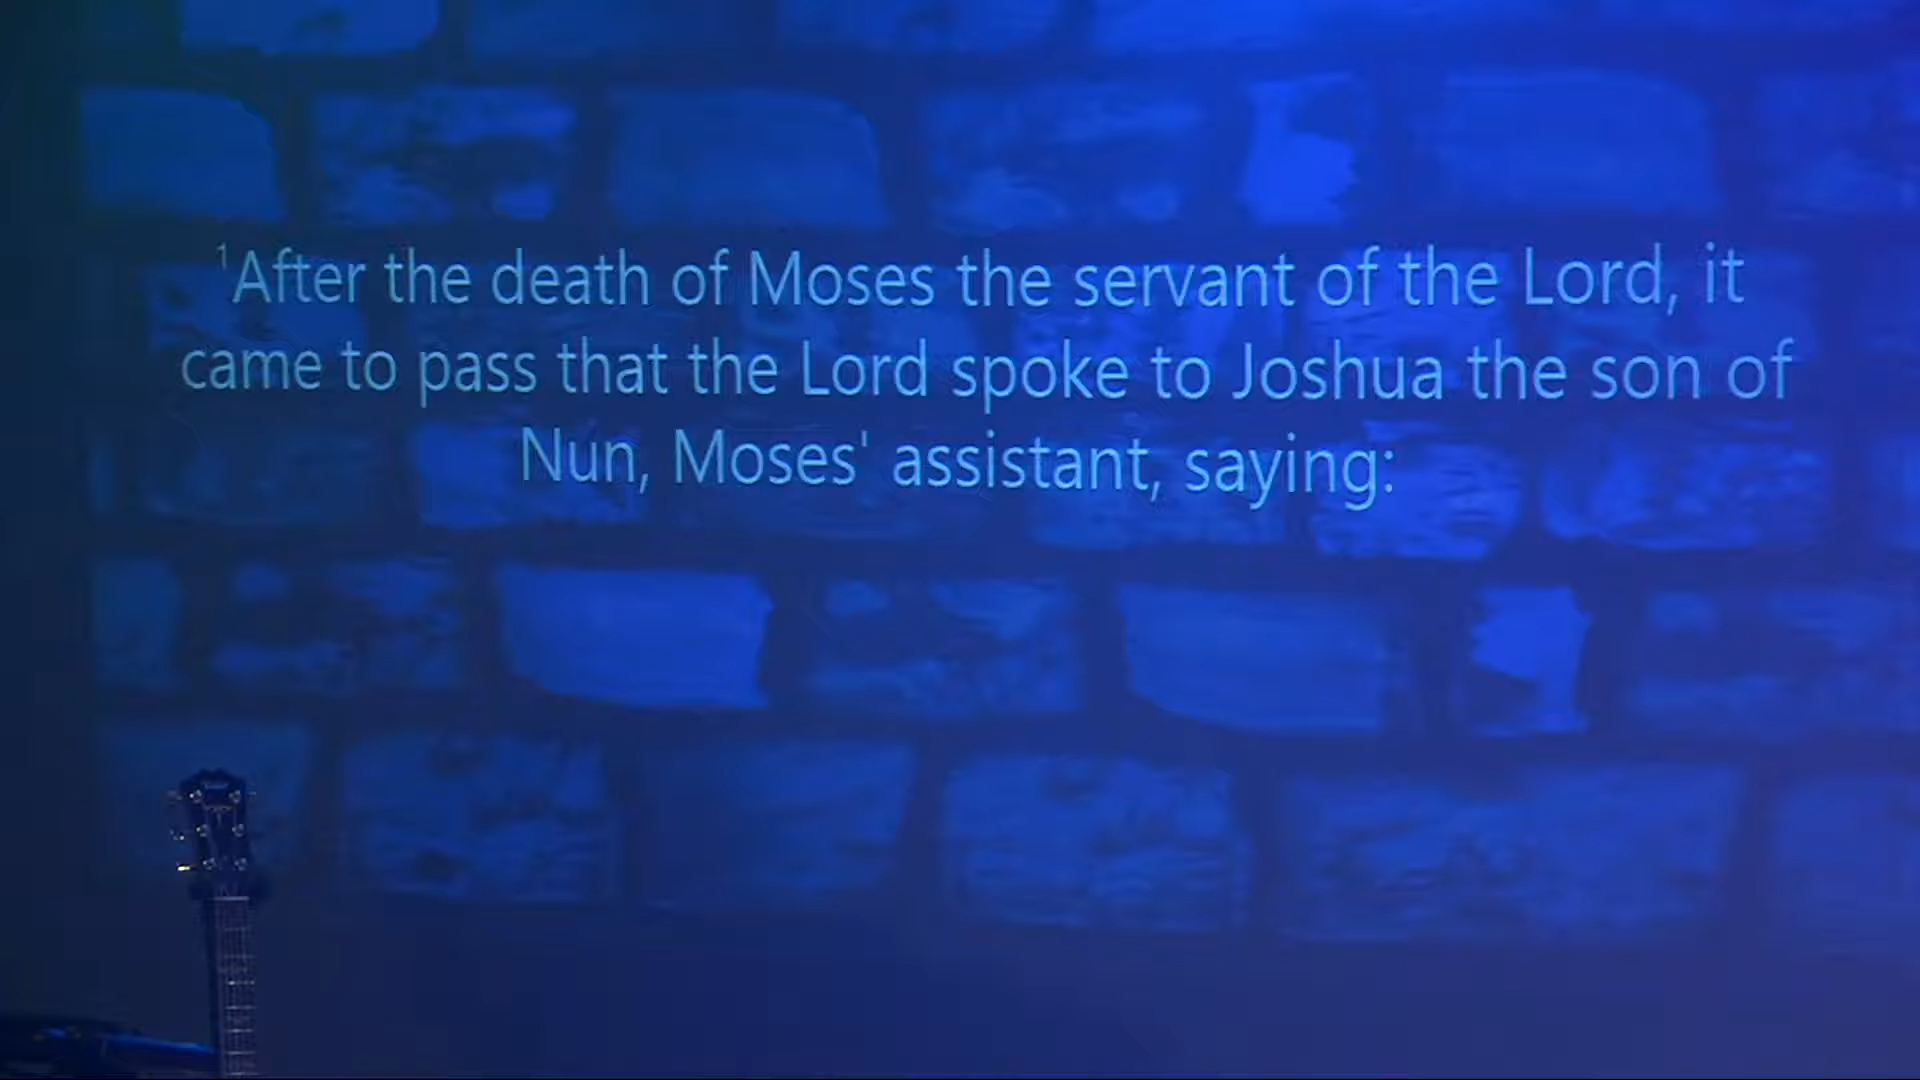 ¹After the death of Moses the servant of the Lord, it
came to pass that the Lord spoke to Joshua the son of
Nun, Moses' assistant, saying: